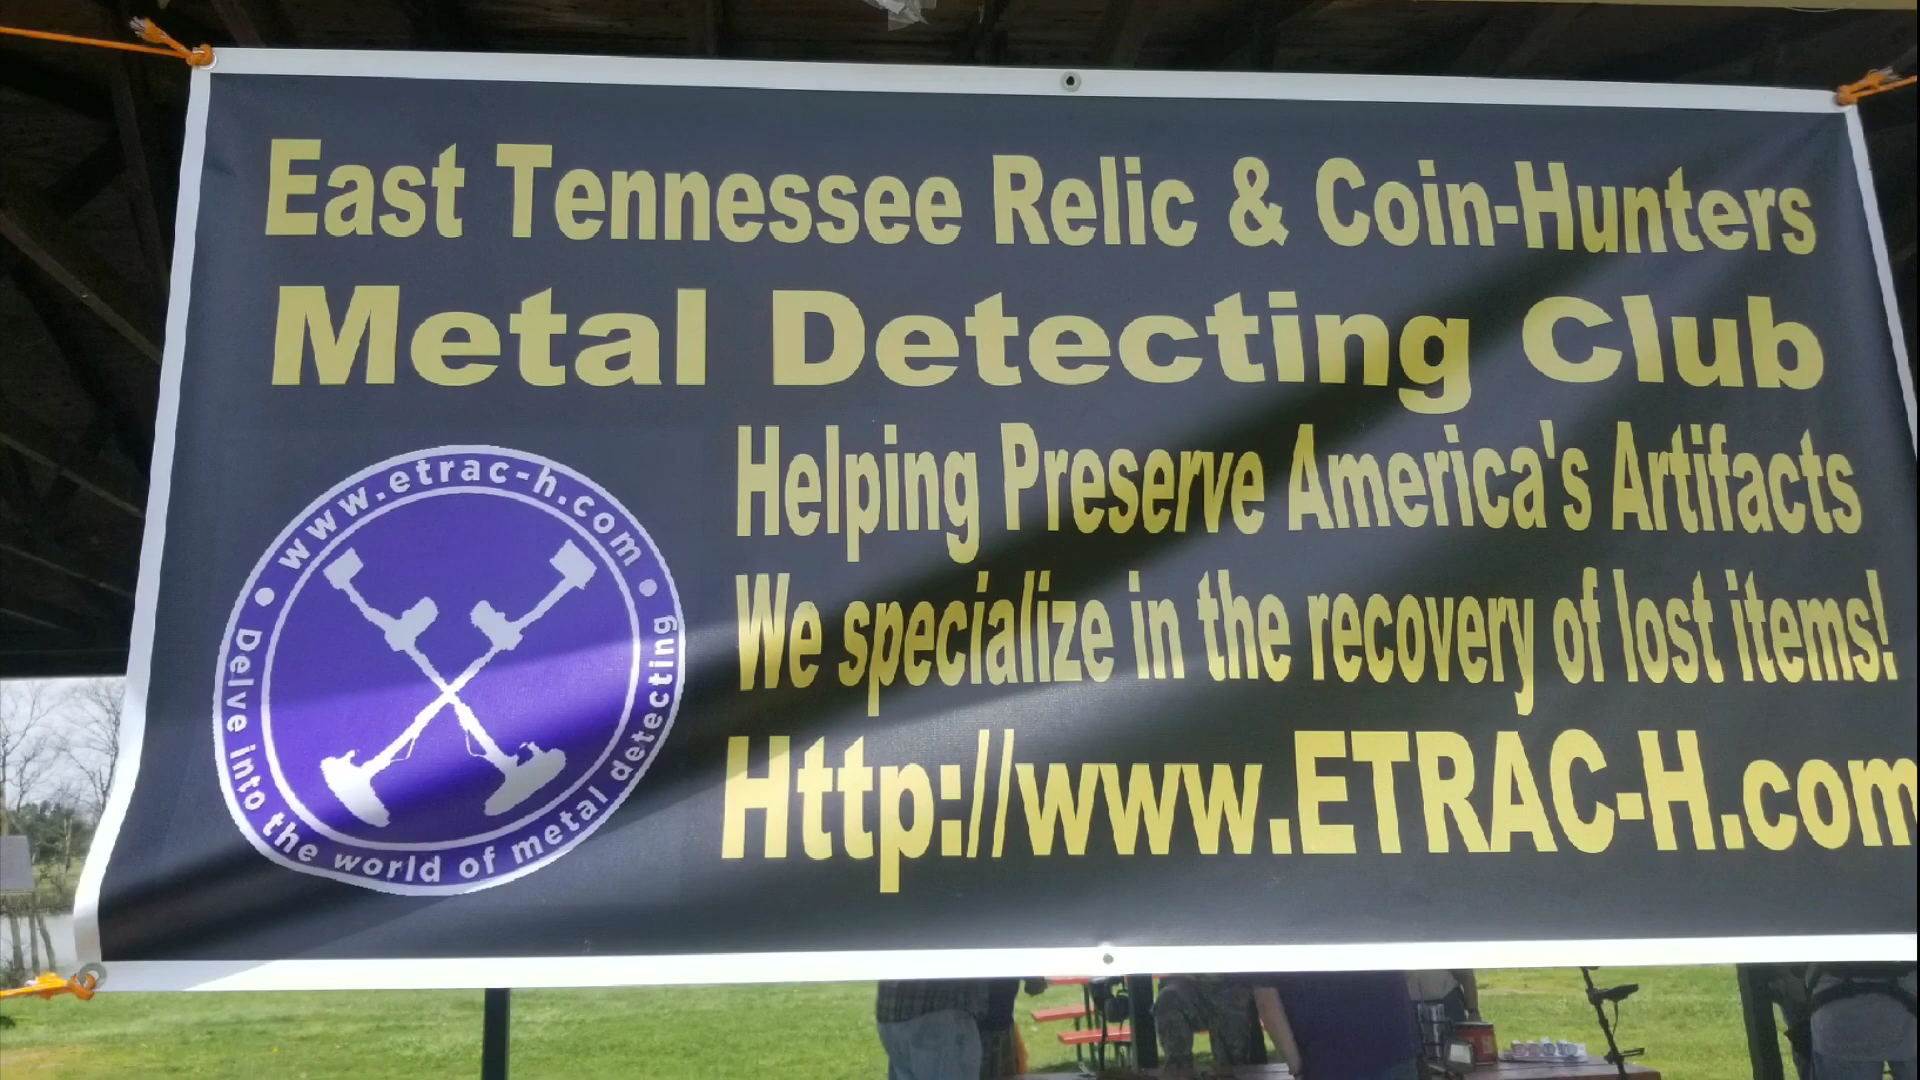 East Tennessee Relic & Coin-Hunters
Metal Detecting Club
Helping Preserve America's Artifacts
We specialize in the recovery of lost items!
Http://www.ETRAC-H.com
www.etrac-h.com
Delve into the world of metal detecting